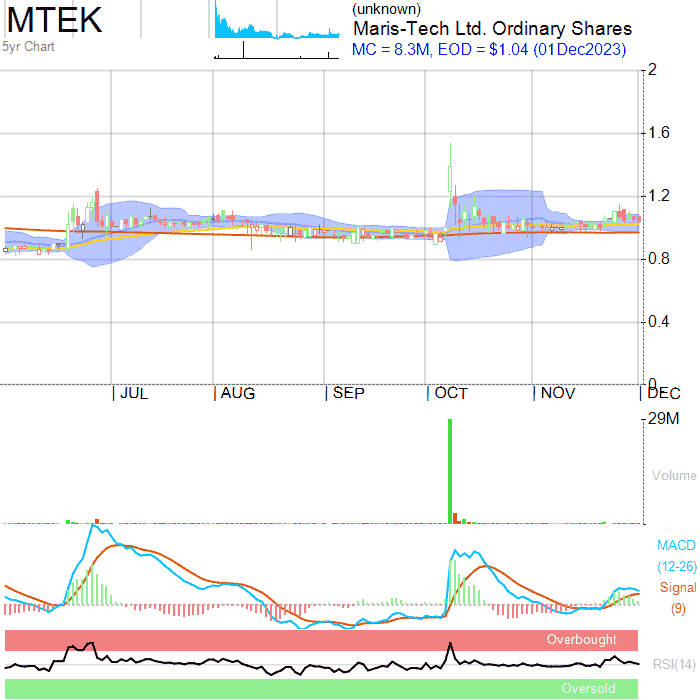 MTEK
5yr Chart
(unknown)
Maris-Tech Ltd. Ordinary Shares
MC = 8.3M, EOD = $1.04 (01Dec2023)
2
1.6
1.2
0.8
0.4
0
JUL AUG SEP OCT NOV DEC
29M
Volume
MACD
(12-26)
Signal
(9)
Overbought
RSI(14)
Oversold